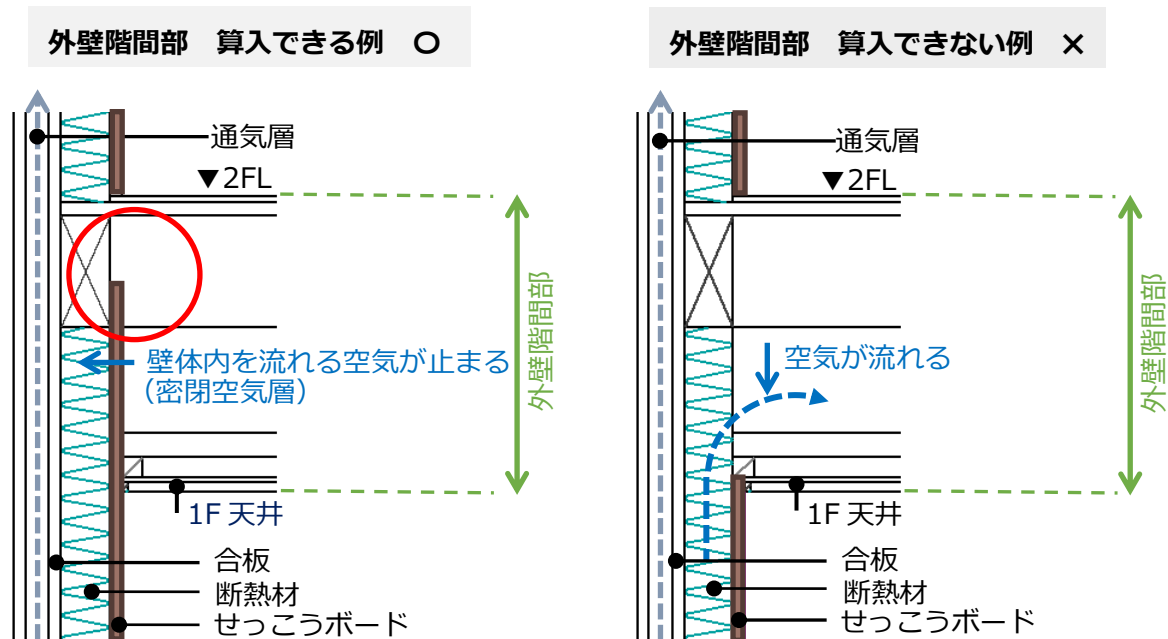 外壁階間部　算入できる例　〇
通気層
▼2FL
外壁階間部
壁体内を流れる空気が止まる
（密閉空気層）
1F 天井
合板
断熱材
せっこうボード
外壁階間部　算入できない例　×
通気層
▼2FL
外壁階間部
空気が流れる
1F 天井
合板
断熱材
せっこうボード